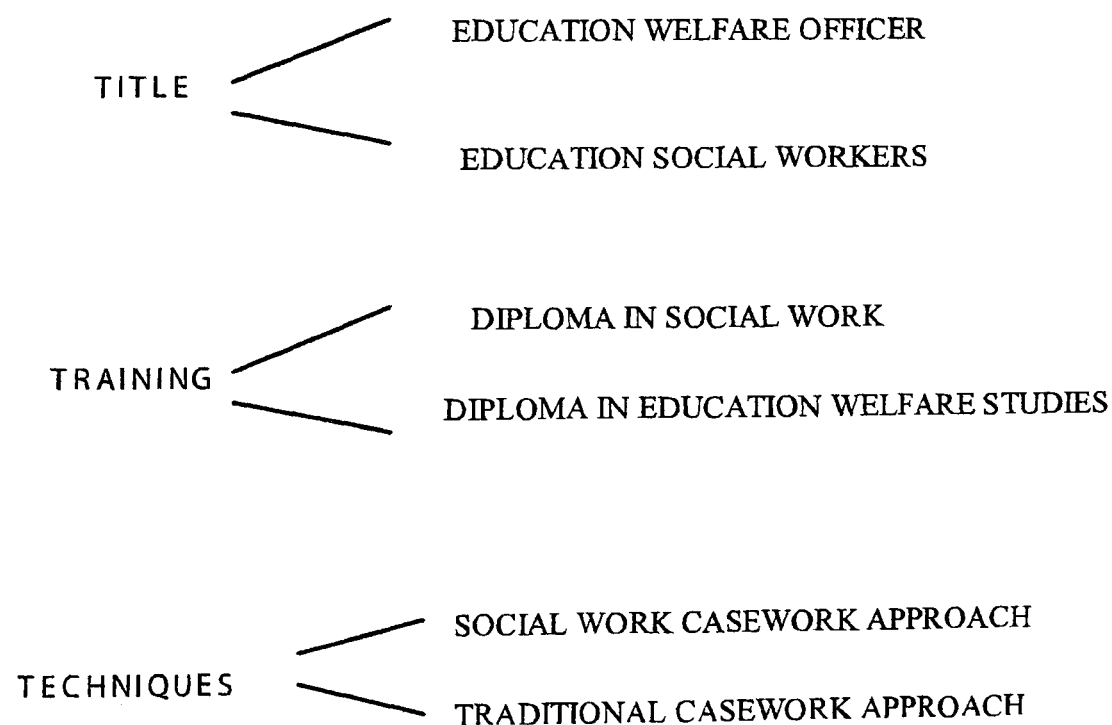 EDUCATION WELFARE OFFICER
TITLE
EDUCATION SOCIAL WORKERS
DIPLOMA IN SOCIAL WORK
TRAINING
DIPLOMA IN EDUCATION WELFARE STUDIES
SOCIAL WORK CASEWORK APPROACH
TECHNIQUES
TRADITIONAL CASEWORK APPROACH